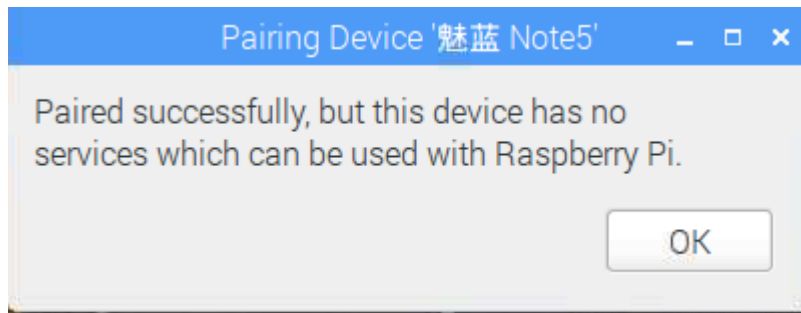 Pairing Device '魅蓝 Note5'
Paired successfully, but this device has no
services which can be used with Raspberry Pi.
OK